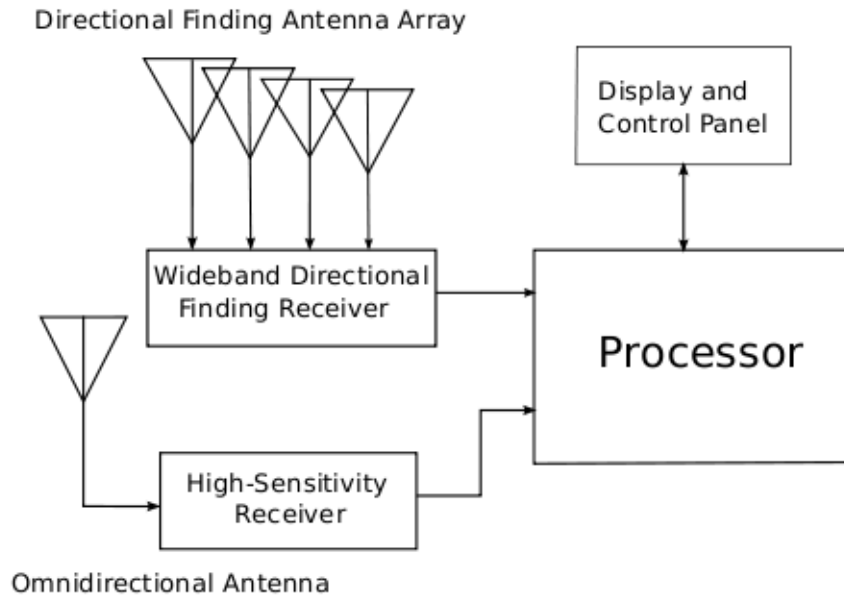 Directional Finding Antenna Array
Display and
Control Panel
Wideband Directional
Finding Receiver
Processor
High-Sensitivity
Receiver
Omnidirectional Antenna